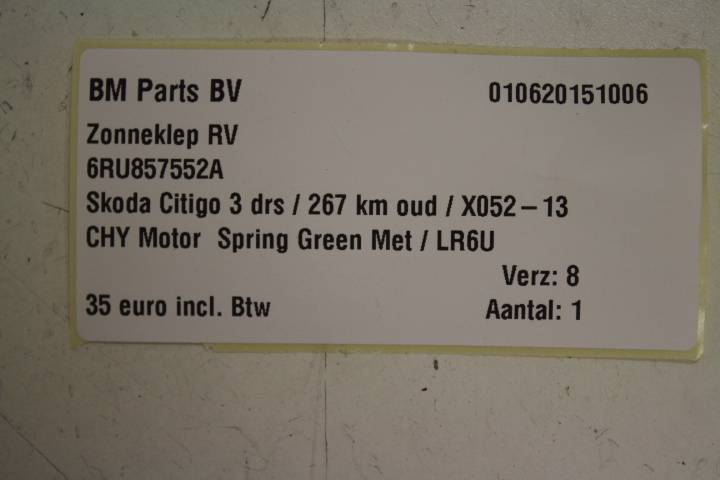 BM Parts BV 010620151006
Zonneklep RV
6RU857552A
Skoda Citigo 3 drs / 267 km oud / X052-13
CHY Motor Spring Green Met / LR6U
Verz: 8
35 euro incl. Btw Aantal: 1